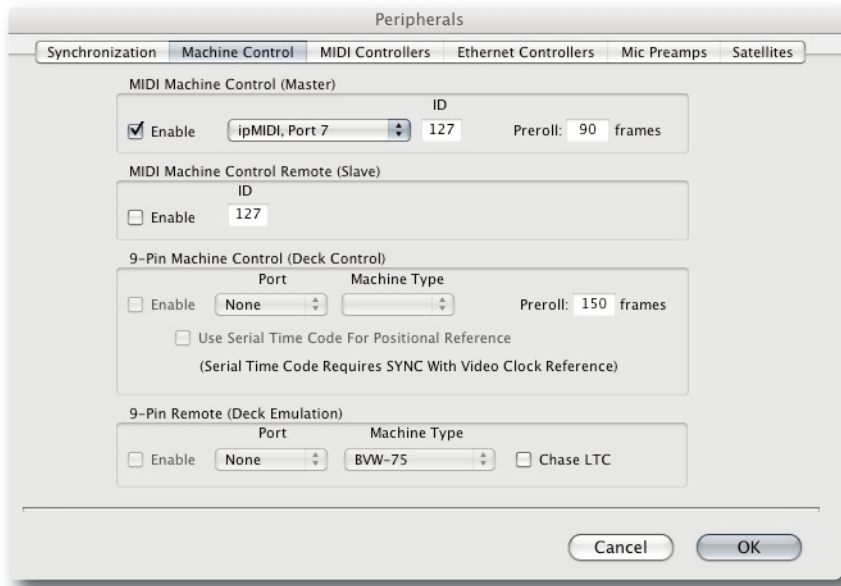 Peripherals
Synchronization Machine Control MIDI Controllers Ethernet Controllers Mic Preamps Satellites
MIDI Machine Control (Master)
ID
Enable ipMIDI, Port 7 127 Preroll: 90 frames
MIDI Machine Control Remote (Slave)
ID
Enable 127
9-Pin Machine Control (Deck Control)
Port Machine Type
Enable None Preroll: 150 frames
Use Serial Time Code For Positional Reference
(Serial Time Code Requires SYNC With Video Clock Reference)
9-Pin Remote (Deck Emulation)
Port Machine Type
Enable None BVW-75 Chase LTC
Cancel OK